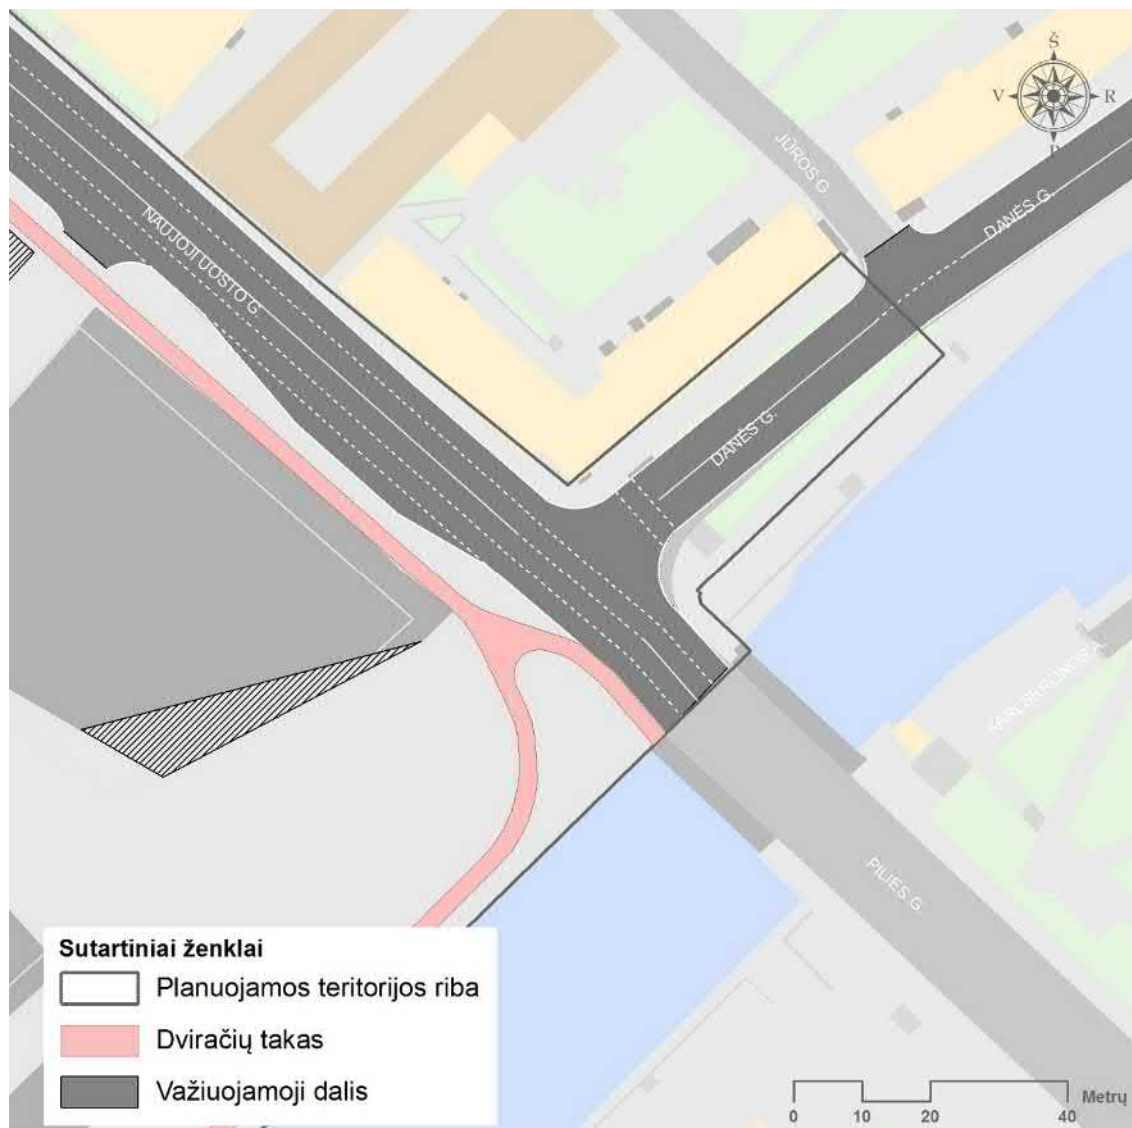 Š
V
R
P
JŪROS G.
DANĖS G.
NAUJOJI UOSTO G.
DANĖS G.
PILIES G.
Sutartiniai ženklai
Planuojamos teritorijos riba
Dviračių takas
Važiuojamoji dalis
Metrų
0 10 20 40